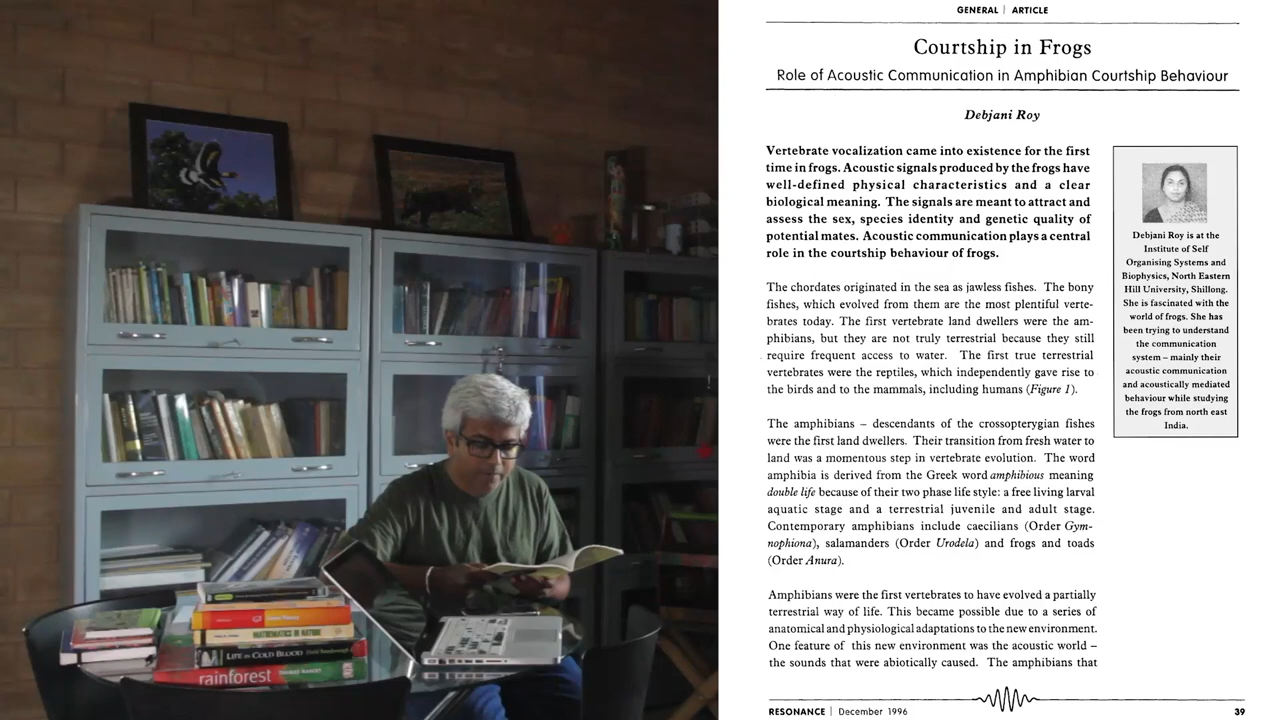 MATHEMATICS IN NATURE
LIFE IN COLD BLOOD
rainforest
GENERAL | ARTICLE
Courtship in Frogs
Role of Acoustic Communication in Amphibian Courtship Behaviour
Debjani Roy
Vertebrate vocalization came into existence for the first
time in frogs. Acoustic signals produced by the frogs have
well-defined physical characteristics and a clear
biological meaning. The signals are meant to attract and
assess the sex, species identity and genetic quality of
potential mates. Acoustic communication plays a central
role in the courtship behaviour of frogs.
The chordates originated in the sea as jawless fishes. The bony
fishes, which evolved from them are the most plentiful verte-
brates today. The first vertebrate land dwellers were the am-
phibians, but they are not truly terrestrial because they still
require frequent access to water. The first true terrestrial
vertebrates were the reptiles, which independently gave rise to
the birds and to the mammals, including humans (Figure 1).
The amphibians – descendants of the crossopterygian fishes
were the first land dwellers. Their transition from fresh water to
land was a momentous step in vertebrate evolution. The word
amphibia is derived from the Greek word amphibious meaning
double life because of their two phase life style: a free living larval
aquatic stage and a terrestrial juvenile and adult stage.
Contemporary amphibians include caecilians (Order Gym-
nophiona), salamanders (Order Urodela) and frogs and toads
(Order Anura).
Amphibians were the first vertebrates to have evolved a partially
terrestrial way of life. This became possible due to a series of
anatomical and physiological adaptations to the new environment.
One feature of this new environment was the acoustic world –
the sounds that were abiotically caused. The amphibians that
Debjani Roy is at the
Institute of Self
Organising Systems and
Biophysics, North Eastern
Hill University, Shillong.
She is fascinated with the
world of frogs. She has
been trying to understand
the communication
system – mainly their
acoustic communication
and acoustically mediated
behaviour while studying
the frogs from north east
India.
RESONANCE | December 1996
39